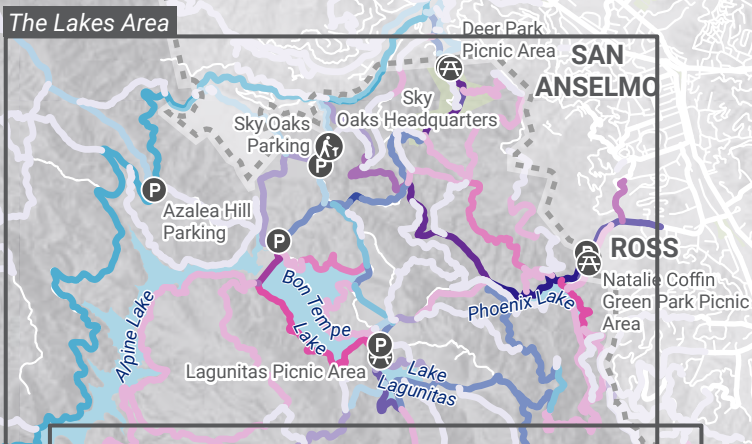 The Lakes Area
Deer Park
Picnic Area
SAN
ANSELMO
Sky
Oaks Headquarters
Sky Oaks
Parking
P
P
Azalea Hill
Parking
P
ROSS
Natalie Coffin
Green Park Picnic
Area
Bon Tempe
Lake
Phoenix Lake
Alpine Lake
P
Lagunitas Picnic Area
Lake
Lagunitas